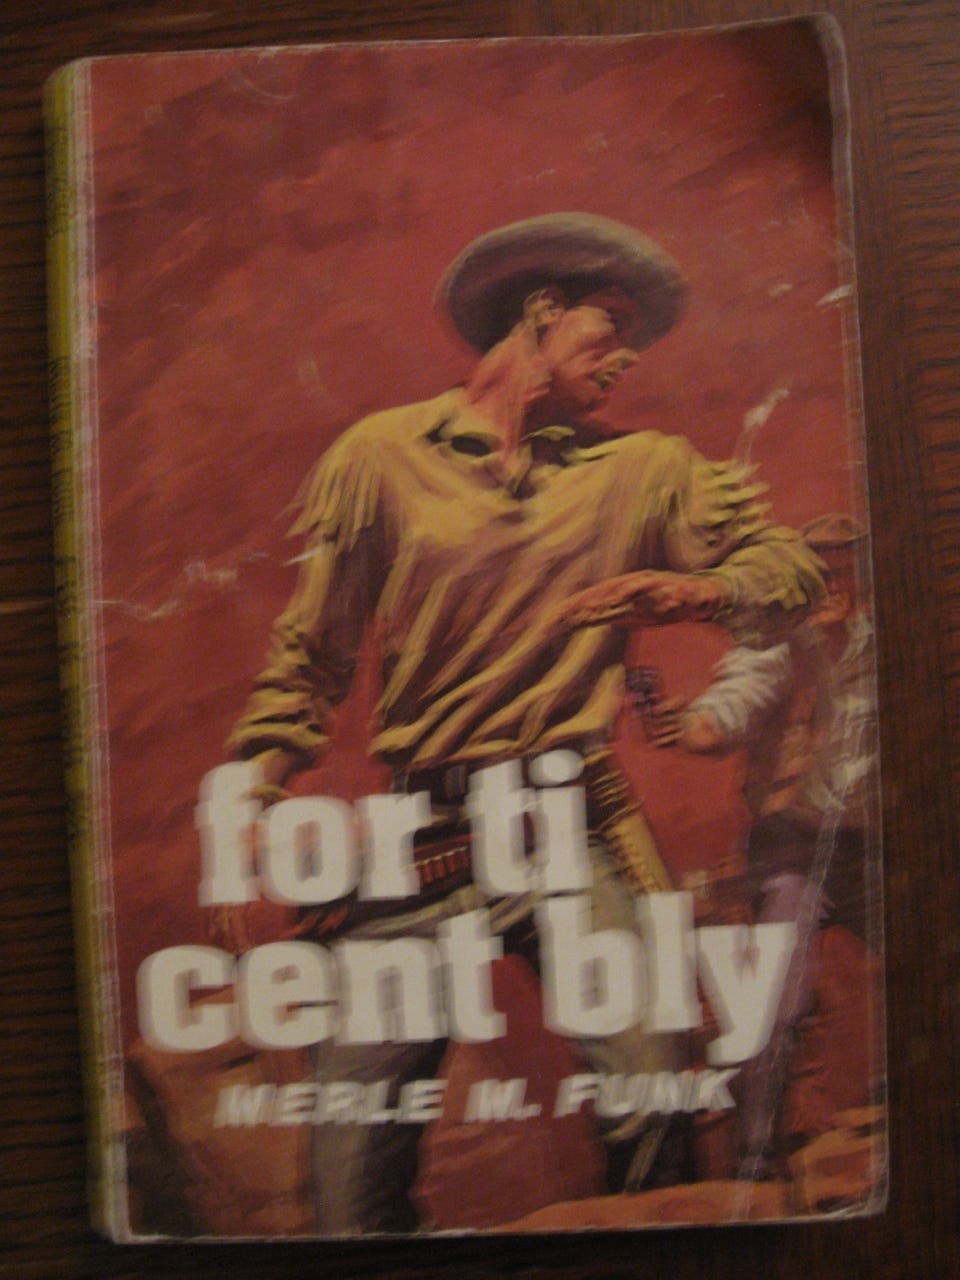 for ti
cent bly
MERLE M. FUNK